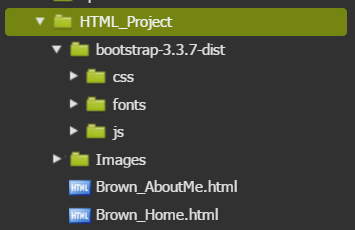 HTML_Project
bootstrap-3.3.7-dist
css
fonts
js
Images
Brown_AboutMe.html
Brown_Home.html